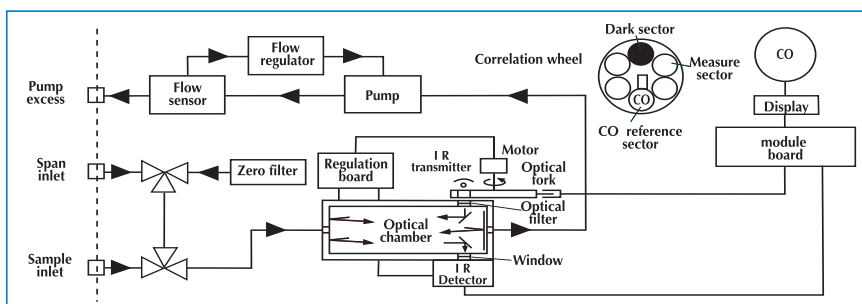 Dark sector
Flow
regulator
Correlation wheel
Measure
sector
CO
Pump
excess
Flow
sensor
Pump
CO
Display
CO reference
sector
module
board
Span
inlet
Zero filter
Regulation
board
I R
transmitter
Motor
Optical
fork
Optical
filter
Optical
chamber
Sample
inlet
Window
I R
Detector